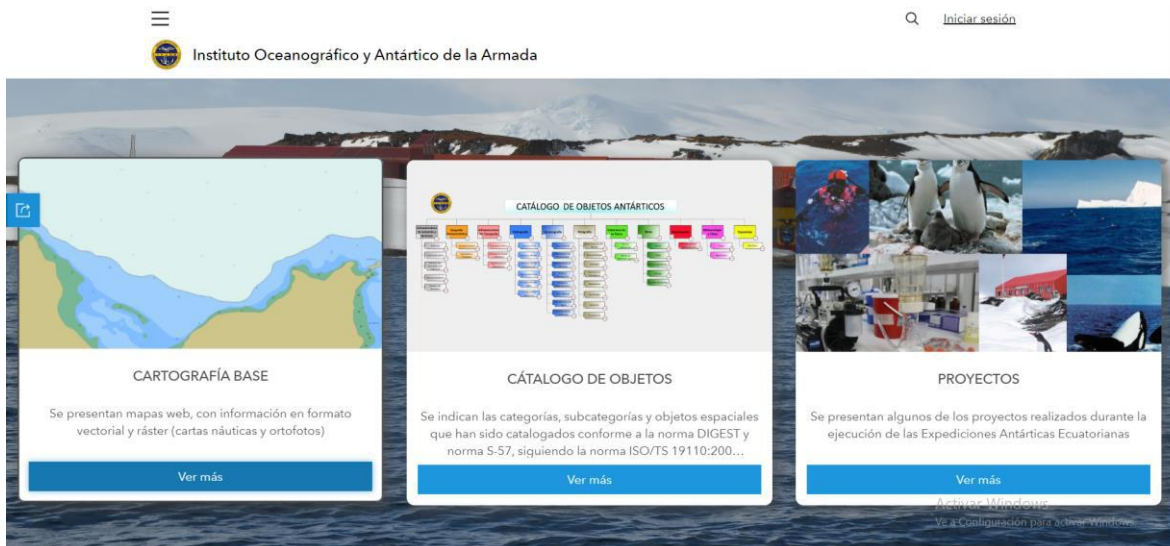 Iniciar sesión
Instituto Oceanográfico y Antártico de la Armada
CATÁLOGO DE OBJETOS ANTÁRTICOS
CARTOGRAFÍA BASE
Se presentan mapas web, con información en formato
vectorial y ráster (cartas náuticas y ortofotos)
Ver más
CÁTALOGO DE OBJETOS
Se indican las categorías, subcategorías y objetos espaciales
que han sido catalogados conforme a la norma DIGEST y
norma S-57, siguiendo la norma ISO/TS 19110:200...
Ver más
PROYECTOS
Se presentan algunos de los proyectos realizados durante la
ejecución de las Expediciones Antárticas Ecuatorianas
Ver más
Activar Windows
Ve a Configuración para activar Windows.